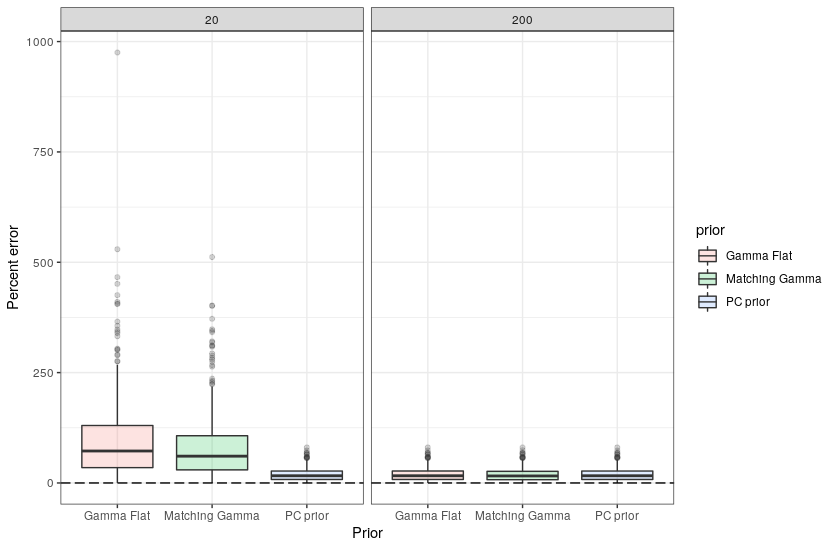 20
200
1000
750
500
250
0
Percent error
Gamma Flat
Matching Gamma
PC prior
Gamma Flat
Matching Gamma
PC prior
Prior
prior
Gamma Flat
Matching Gamma
PC prior